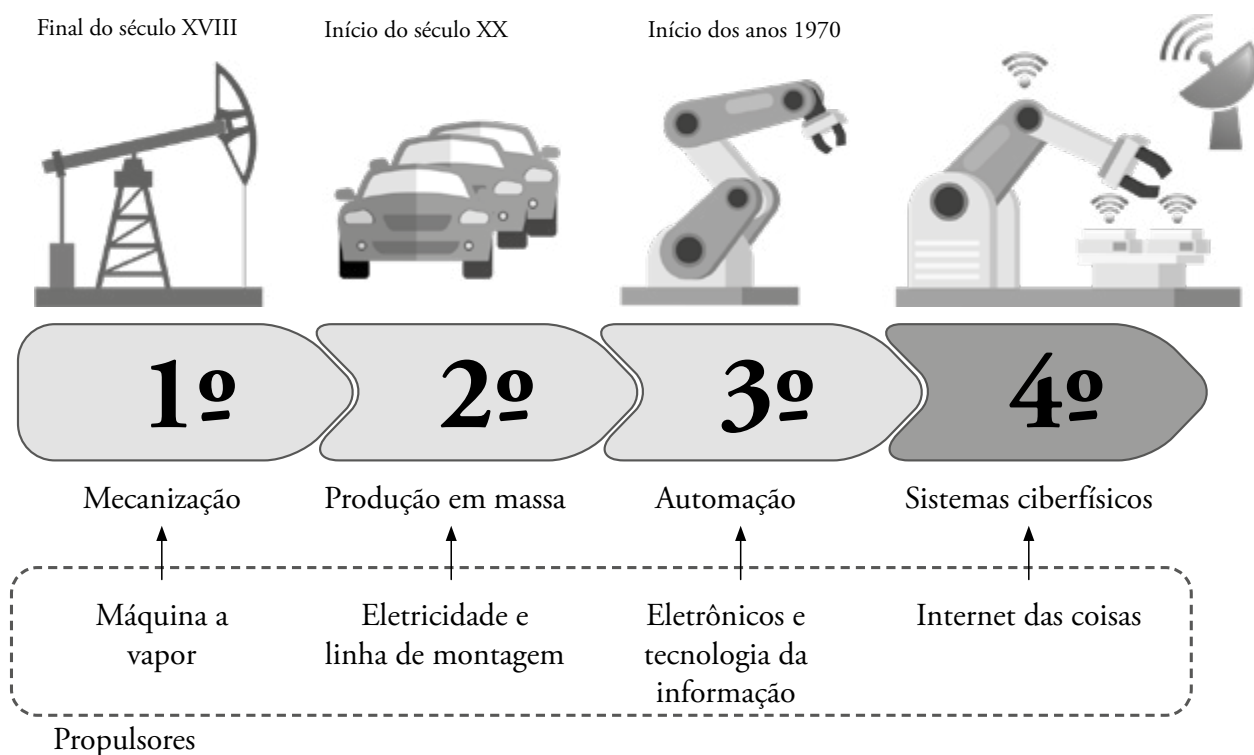 Final do século XVIII
Início do século XX
Início dos anos 1970
1º
2º
3º
4º
Mecanização
Produção em massa
Automação
Sistemas ciberfísicos
Máquina a
vapor
Eletricidade e
linha de montagem
Eletrônicos e
tecnologia da
informação
Internet das coisas
Propulsores